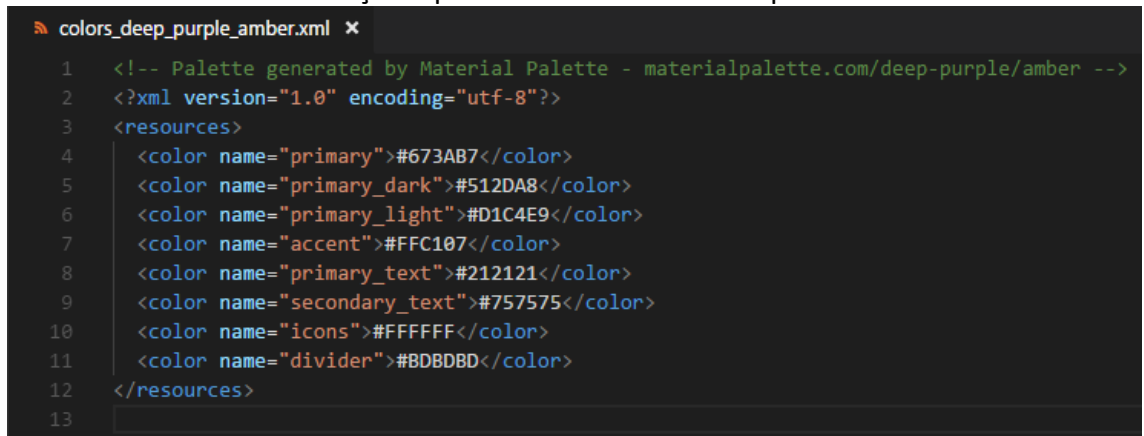 colors_deep_purple_amber.xml ×
1 <!-- Palette generated by Material Palette - materialpalette.com/deep-purple/amber -->
2 <?xml version="1.0" encoding="utf-8"?>
3 <resources>
4 <color name="primary">#673AB7</color>
5 <color name="primary_dark">#512DA8</color>
6 <color name="primary_light">#D1C4E9</color>
7 <color name="accent">#FFC107</color>
8 <color name="primary_text">#212121</color>
9 <color name="secondary_text">#757575</color>
10 <color name="icons">#FFFFFF</color>
11 <color name="divider">#BDBDBD</color>
12 </resources>
13